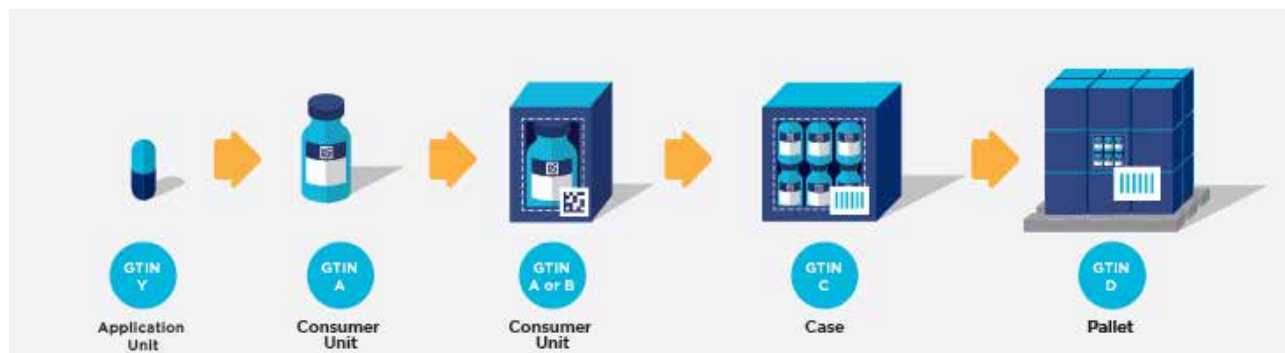 GTIN
Y
Application
Unit
GTIN
A
Consumer
Unit
GTIN
A or B
Consumer
Unit
GTIN
C
Case
GTIN
D
Pallet